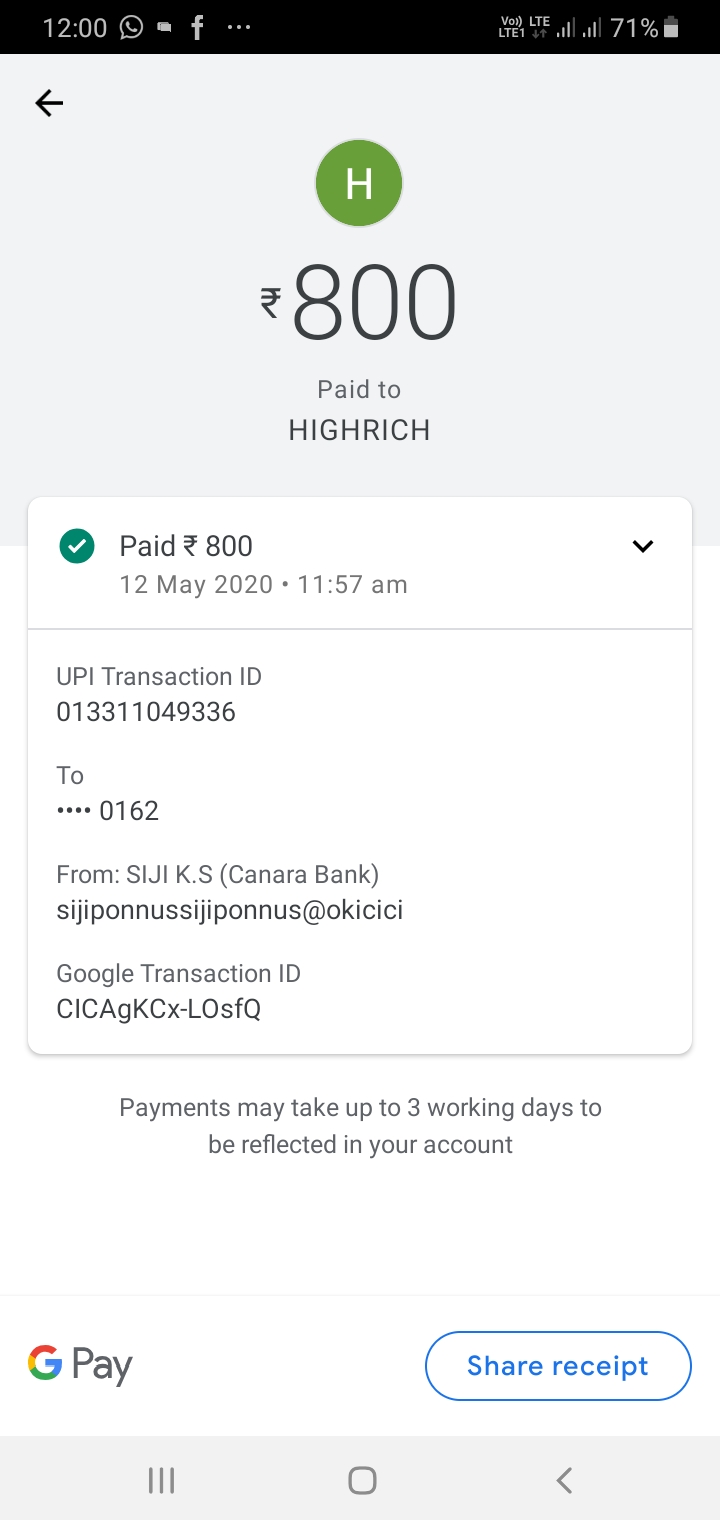 12:00 f ... Vo)) LTE LTE1 71%
H
₹800
Paid to
HIGHRICH
Paid ₹ 800
12 May 2020 • 11:57 am
UPI Transaction ID
013311049336
To
•••• 0162
From: SIJI K.S (Canara Bank)
sijiponnussijiponnus@okicici
Google Transaction ID
CICAgKCx-LOsfQ
Payments may take up to 3 working days to
be reflected in your account
G Pay
Share receipt